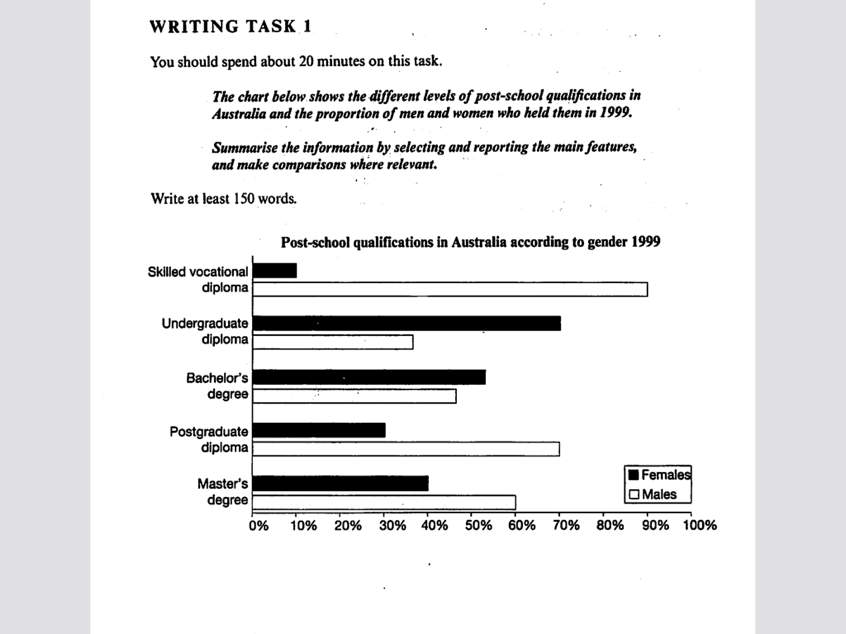 WRITING TASK 1
You should spend about 20 minutes on this task.
The chart below shows the different levels of post-school qualifications in
Australia and the proportion of men and women who held them in 1999.
Summarise the information by selecting and reporting the main features,
and make comparisons where relevant.
Write at least 150 words.
Post-school qualifications in Australia according to gender 1999
Skilled vocational
diploma
Undergraduate
diploma
Bachelor's
degree
Postgraduate
diploma
Master's
degree
Females
Males
0% 10% 20% 30% 40% 50% 60% 70% 80% 90% 100%